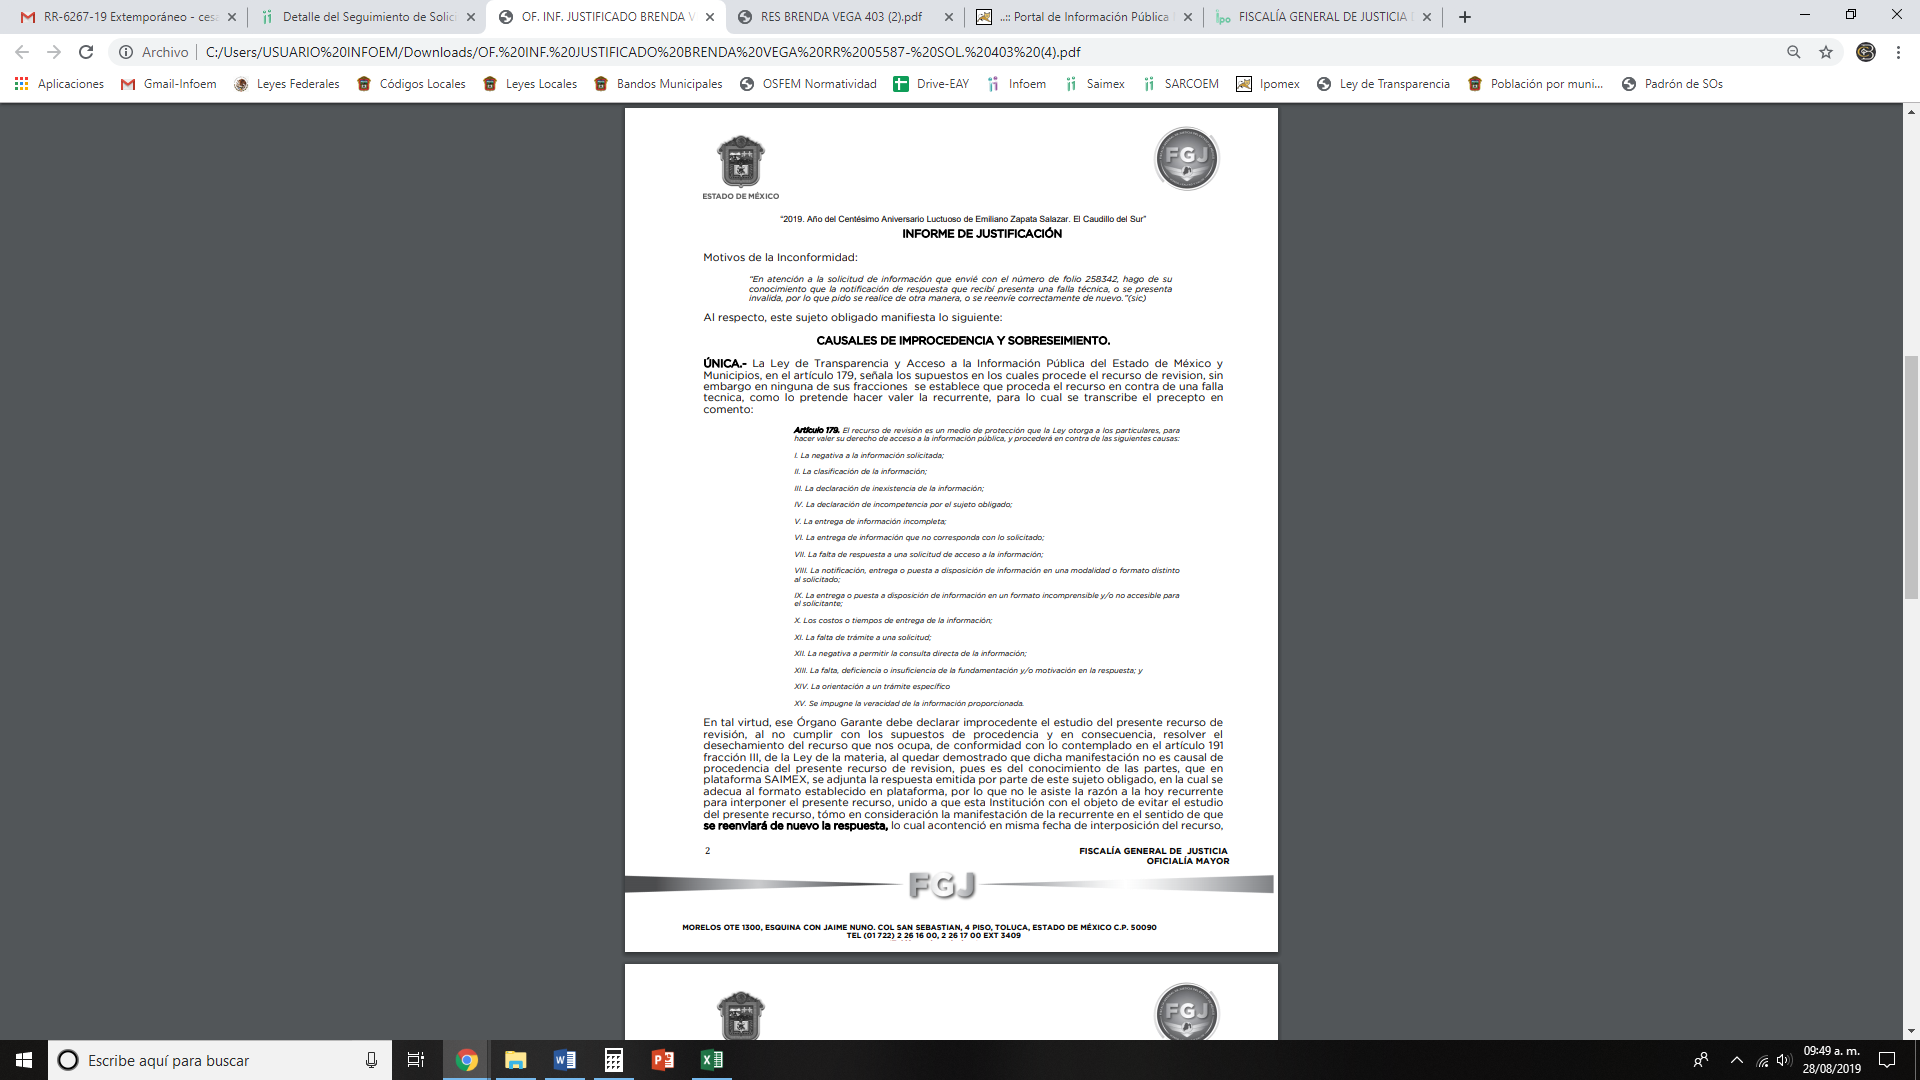 RR-6267-19 Extemporáneo - cesa
Detalle del Seguimiento de Solici
OF. INF. JUSTIFICADO BRENDA V
RES BRENDA VEGA 403 (2).pdf
..:: Portal de Información Pública
FISCALÍA GENERAL DE JUSTICIA D
Archivo
C:/Users/USUARIO%20INFOEM/Downloads/OF.%20INF.%20JUSTIFICADO%20BRENDA%20VEGA%20RR%2005587-%20SOL.%20403%20(4).pdf
Aplicaciones
Gmail-Infoem
Leyes Federales
Códigos Locales
Leyes Locales
Bandos Municipales
OSFEM Normatividad
Drive-EAY
Infoem
Saimex
SARCOEM
Ipomex
Ley de Transparencia
Población por muni...
Padrón de SOs
ESTADO DE MÉXICO
FGJ
"2019. Año del Centésimo Aniversario Luctuoso de Emiliano Zapata Salazar. El Caudillo del Sur"
INFORME DE JUSTIFICACIÓN
Motivos de la Inconformidad:
"En atención a la solicitud de información que envié con el número de folio 258342, hago de su
conocimiento que la notificación de respuesta que recibí presenta una falla técnica, o se presenta
invalida, por lo que pido se realice de otra manera, o se reenvíe correctamente de nuevo."(sic)
Al respecto, este sujeto obligado manifiesta lo siguiente:
CAUSALES DE IMPROCEDENCIA Y SOBRESEIMIENTO.
ÚNICA.- La Ley de Transparencia y Acceso a la Información Pública del Estado de México y
Municipios, en el artículo 179, señala los supuestos en los cuales procede el recurso de revision, sin
embargo en ninguna de sus fracciones se establece que proceda el recurso en contra de una falla
tecnica, como lo pretende hacer valer la recurrente, para lo cual se transcribe el precepto en
comento:
Artículo 179. El recurso de revisión es un medio de protección que la Ley otorga a los particulares, para
hacer valer su derecho de acceso a la información pública, y procederá en contra de las siguientes causas:
I. La negativa a la información solicitada;
II. La clasificación de la información;
III. La declaración de inexistencia de la información;
IV. La declaración de incompetencia por el sujeto obligado;
V. La entrega de información incompleta;
VI. La entrega de información que no corresponda con lo solicitado;
VII. La falta de respuesta a una solicitud de acceso a la información;
VIII. La notificación, entrega o puesta a disposición de información en una modalidad o formato distinto
al solicitado;
IX. La entrega o puesta a disposición de información en un formato incomprensible y/o no accesible para
el solicitante;
X. Los costos o tiempos de entrega de la información;
XI. La falta de trámite a una solicitud;
XII. La negativa a permitir la consulta directa de la información;
XIII. La falta, deficiencia o insuficiencia de la fundamentación y/o motivación en la respuesta; y
XIV. La orientación a un trámite específico
XV. Se impugne la veracidad de la información proporcionada.
En tal virtud, ese Órgano Garante debe declarar improcedente el estudio del presente recurso de
revisión, al no cumplir con los supuestos de procedencia y en consecuencia, resolver el
desechamiento del recurso que nos ocupa, de conformidad con lo contemplado en el artículo 191
fracción III, de la Ley de la materia, al quedar demostrado que dicha manifestación no es causal de
procedencia del presente recurso de revision, pues es del conocimiento de las partes, que en
plataforma SAIMEX, se adjunta la respuesta emitida por parte de este sujeto obligado, en la cual se
adecua al formato establecido en plataforma, por lo que no le asiste la razón a la hoy recurrente
para interponer el presente recurso, unido a que esta Institución con el objeto de evitar el estudio
del presente recurso, tómo en consideración la manifestación de la recurrente en el sentido de que
se reenviará de nuevo la respuesta, lo cual aconteció en misma fecha de interposición del recurso,
2
FISCALÍA GENERAL DE JUSTICIA
OFICIALÍA MAYOR
FGJ
MORELOS OTE 1300, ESQUINA CON JAIME NUNO. COL SAN SEBASTIAN, 4 PISO, TOLUCA, ESTADO DE MÉXICO C.P. 50090
TEL (01 722) 2 26 16 00, 2 26 17 00 EXT 3409
FGJ
Escribe aquí para buscar
09:49 a. m.
28/08/2019